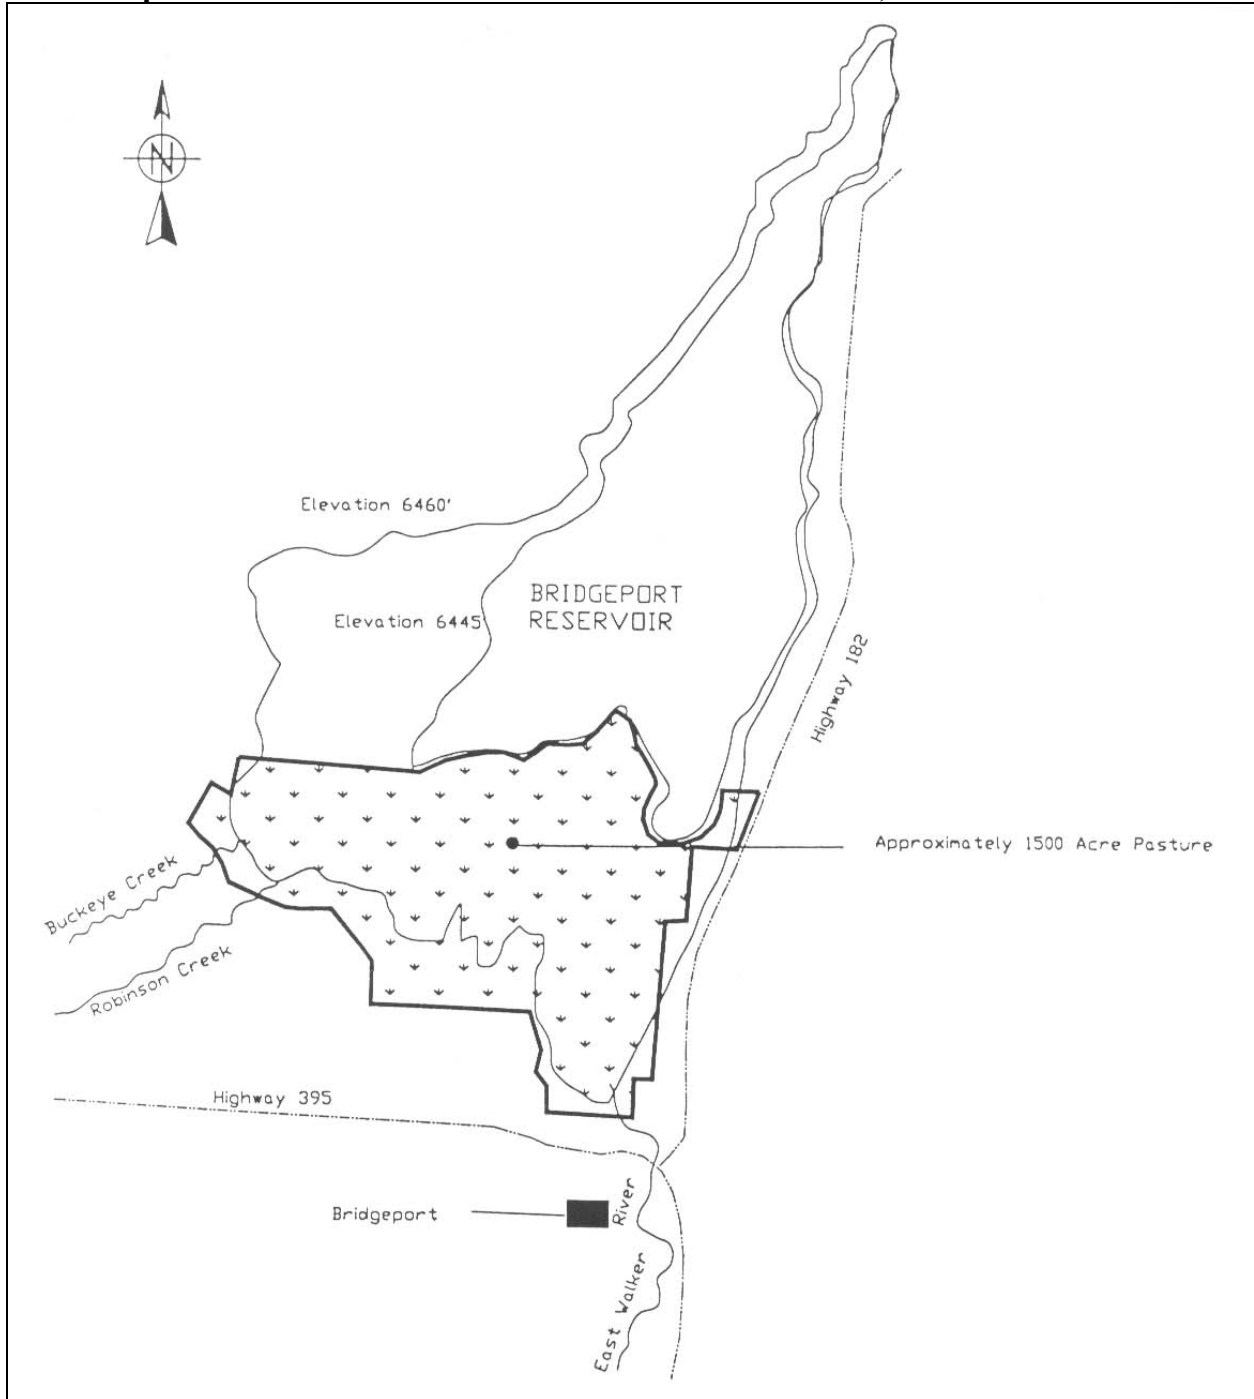 N
Elevation 6460'
BRIDGEPORT
RESERVOIR
Elevation 6445'
Highway 182
Approximately 1500 Acre Pasture
Buckeye Creek
Robinson Creek
Highway 395
Bridgeport
East Walker River